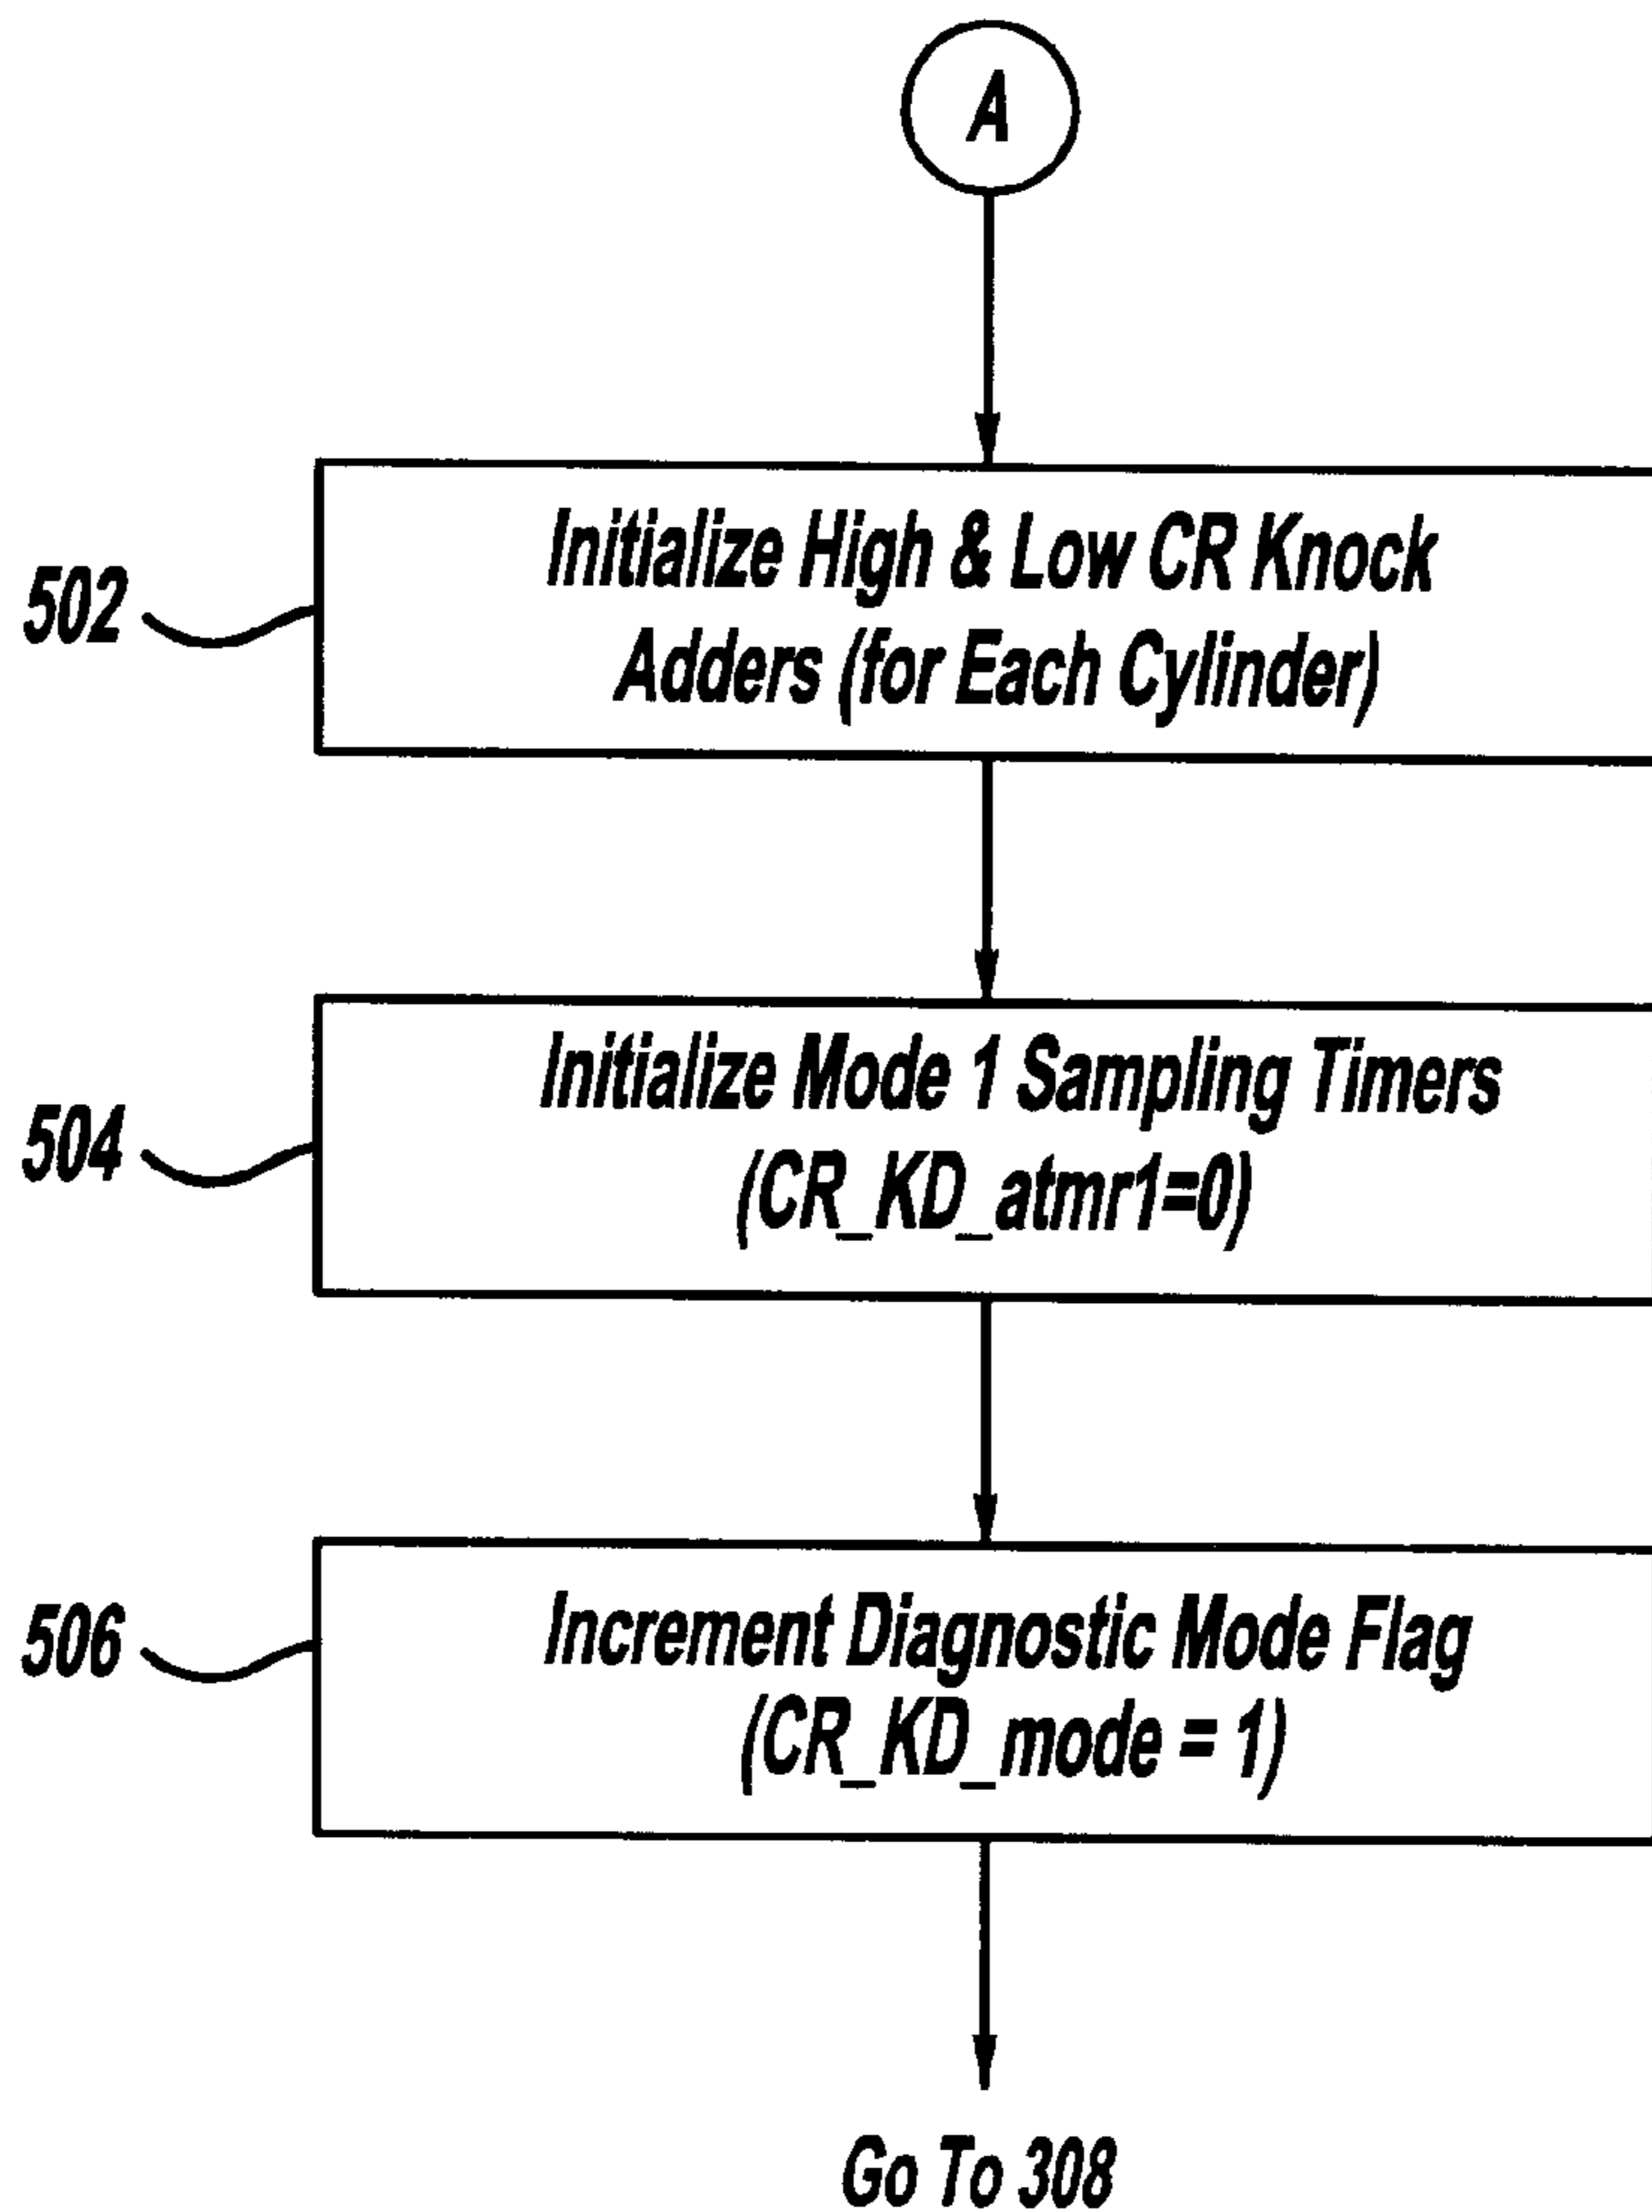 A
Initialize High & Low CR Knock
Adders (for Each Cylinder)
502
Initialize Mode 1 Sampling Timers
(CR_KD_atmr1=0)
504
Increment Diagnostic Mode Flag
(CR_KD_mode = 1)
506
Go To 308